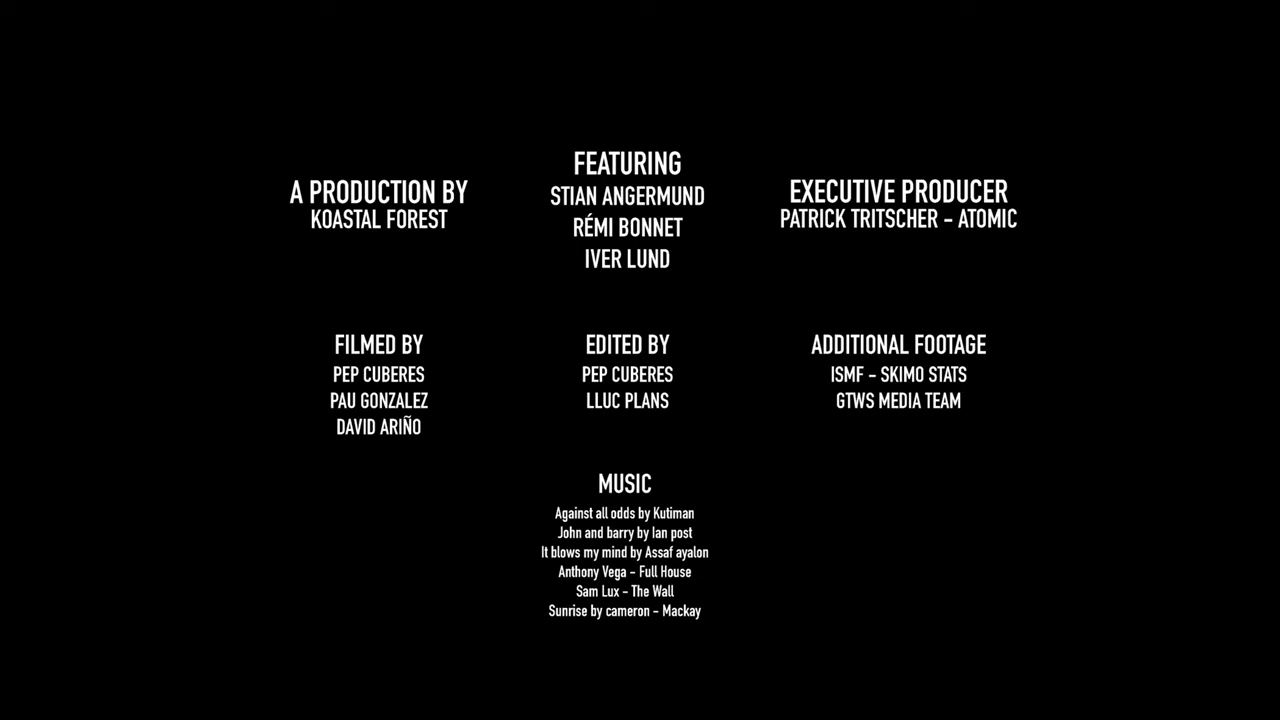 A PRODUCTION BY
KOASTAL FOREST
FEATURING
STIAN ANGERMUND
RÉMI BONNET
IVER LUND
EXECUTIVE PRODUCER
PATRICK TRITSCHER - ATOMIC
FILMED BY
PEP CUBERES
PAU GONZALEZ
DAVID ARIÑO
EDITED BY
PEP CUBERES
LLUC PLANS
ADDITIONAL FOOTAGE
ISMF - SKIMO STATS
GTWS MEDIA TEAM
MUSIC
Against all odds by Kutiman
John and barry by Ian post
It blows my mind by Assaf ayalon
Anthony Vega - Full House
Sam Lux - The Wall
Sunrise by cameron - Mackay